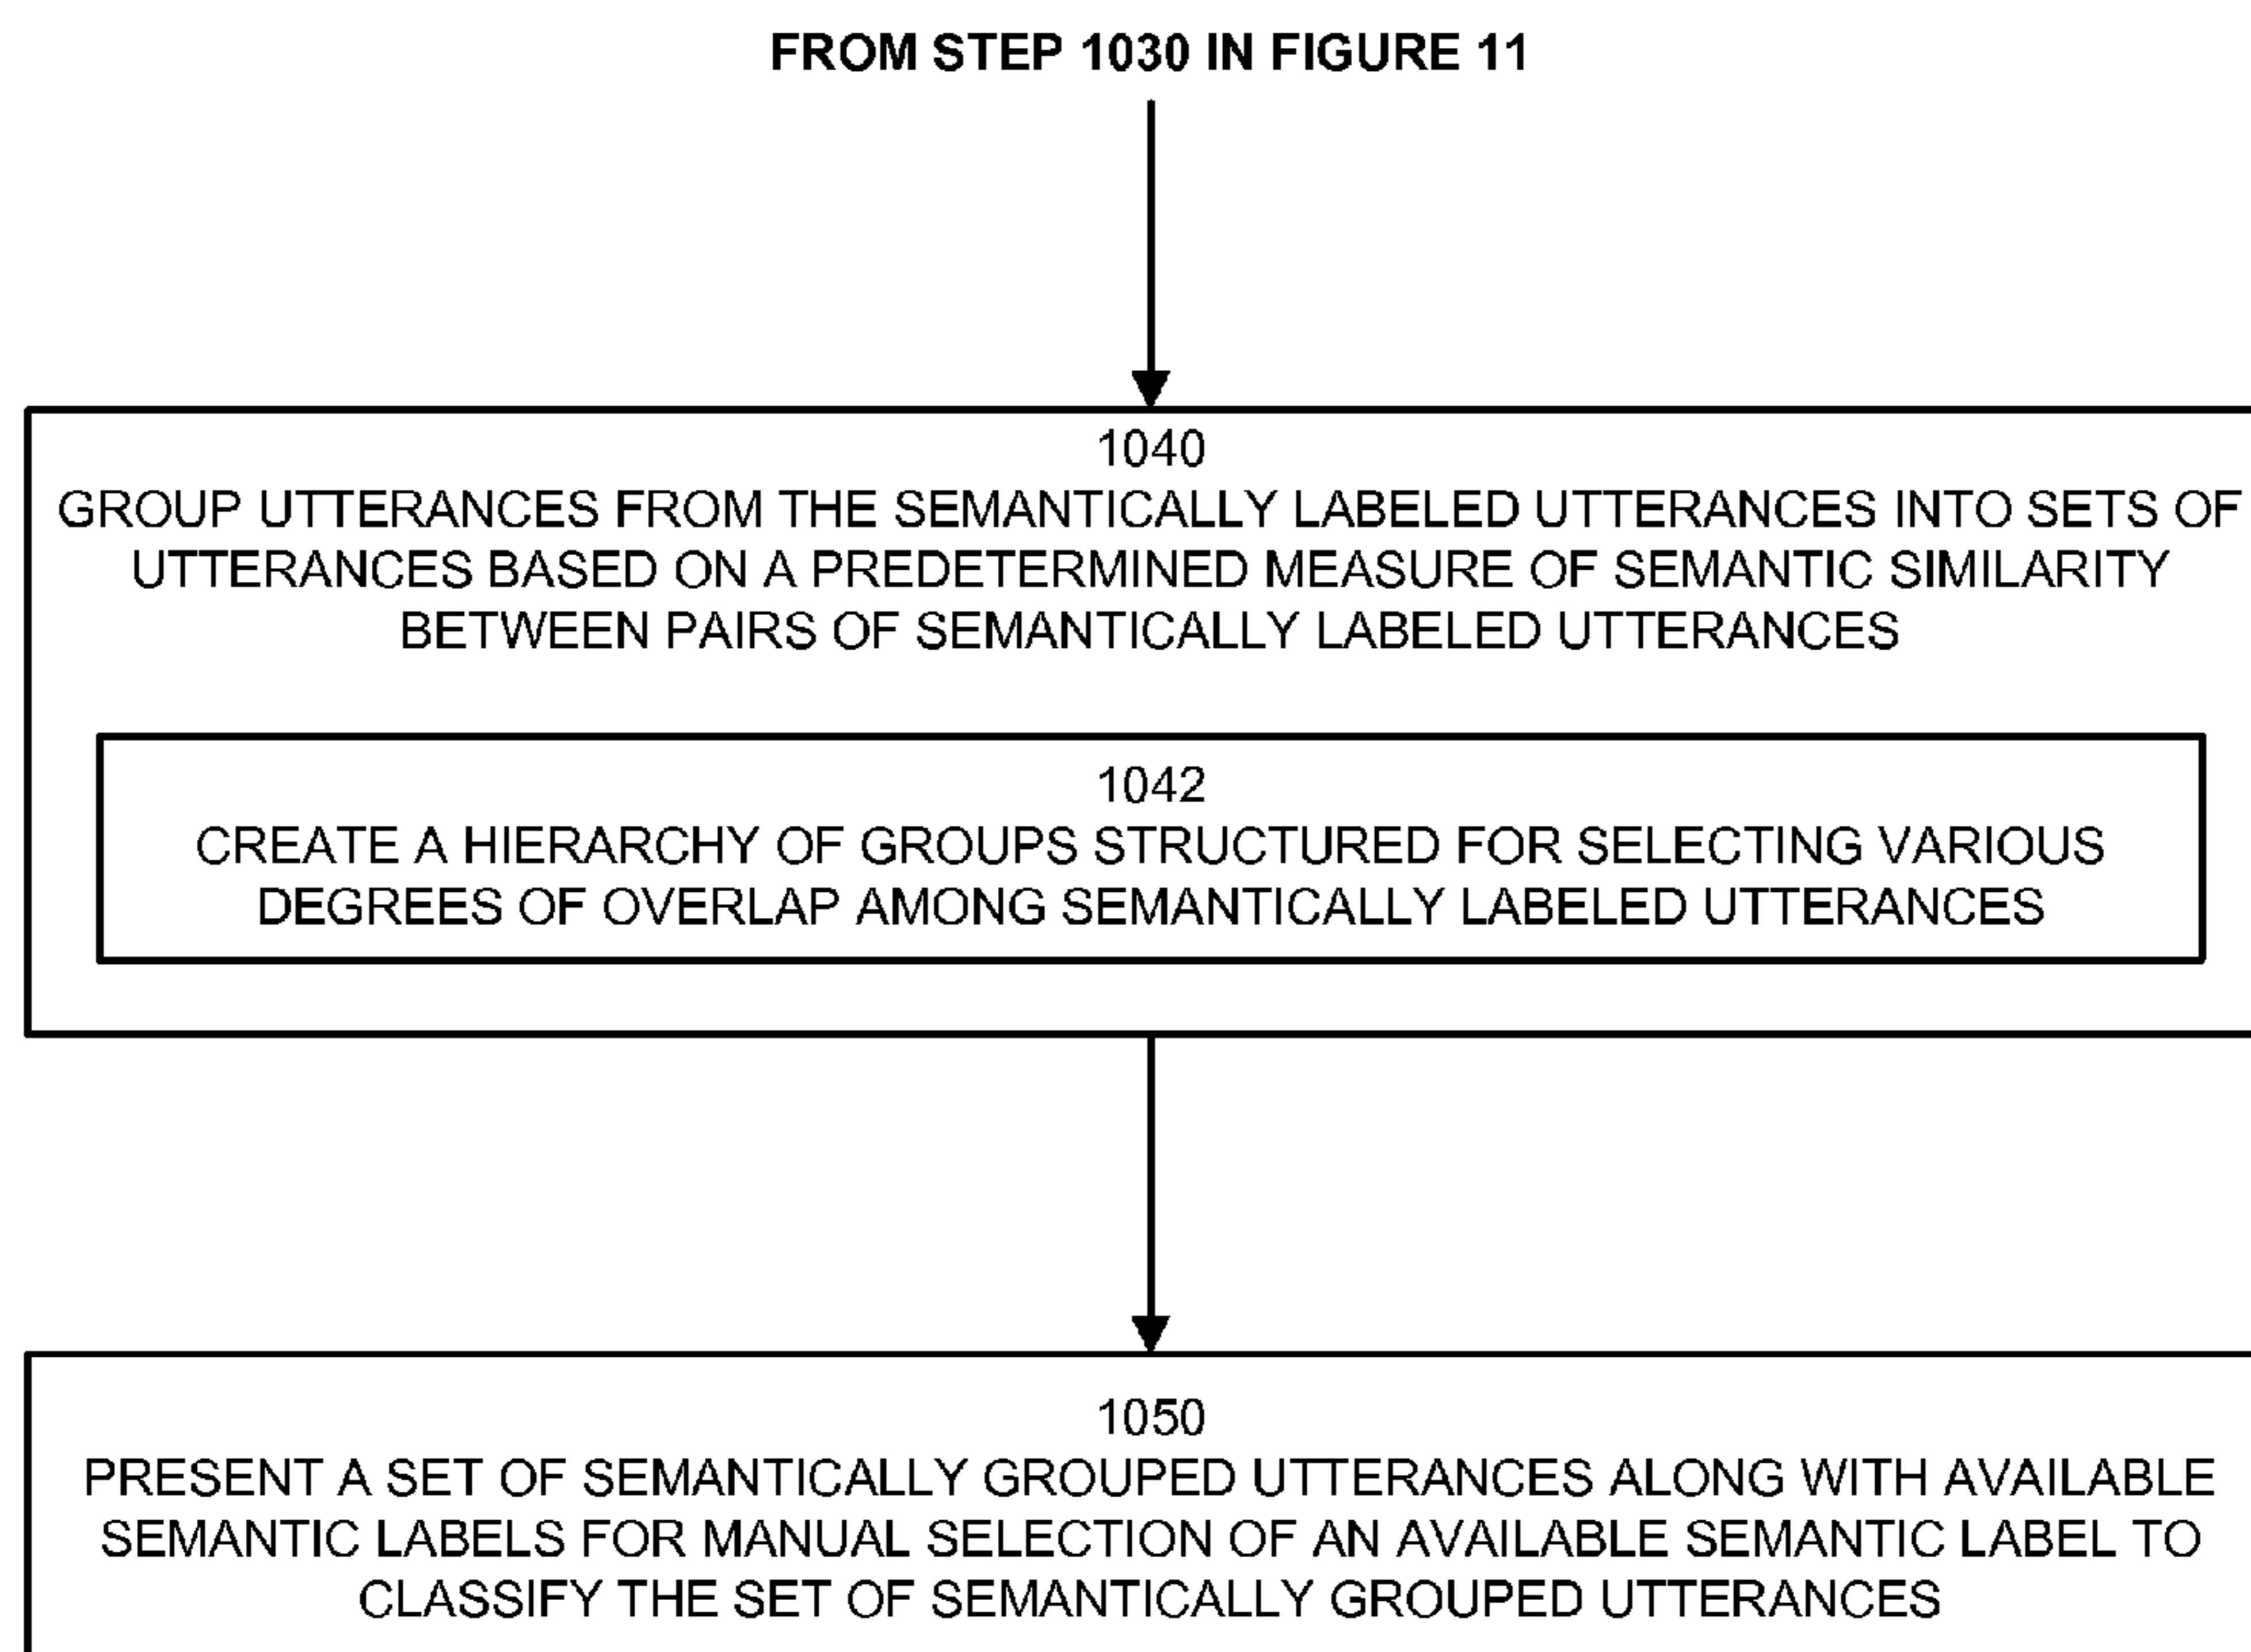 FROM STEP 1030 IN FIGURE 11
1040
GROUP UTTERANCES FROM THE SEMANTICALLY LABELED UTTERANCES INTO SETS OF
UTTERANCES BASED ON A PREDETERMINED MEASURE OF SEMANTIC SIMILARITY
BETWEEN PAIRS OF SEMANTICALLY LABELED UTTERANCES
1042
CREATE A HIERARCHY OF GROUPS STRUCTURED FOR SELECTING VARIOUS
DEGREES OF OVERLAP AMONG SEMANTICALLY LABELED UTTERANCES
1050
PRESENT A SET OF SEMANTICALLY GROUPED UTTERANCES ALONG WITH AVAILABLE
SEMANTIC LABELS FOR MANUAL SELECTION OF AN AVAILABLE SEMANTIC LABEL TO
CLASSIFY THE SET OF SEMANTICALLY GROUPED UTTERANCES